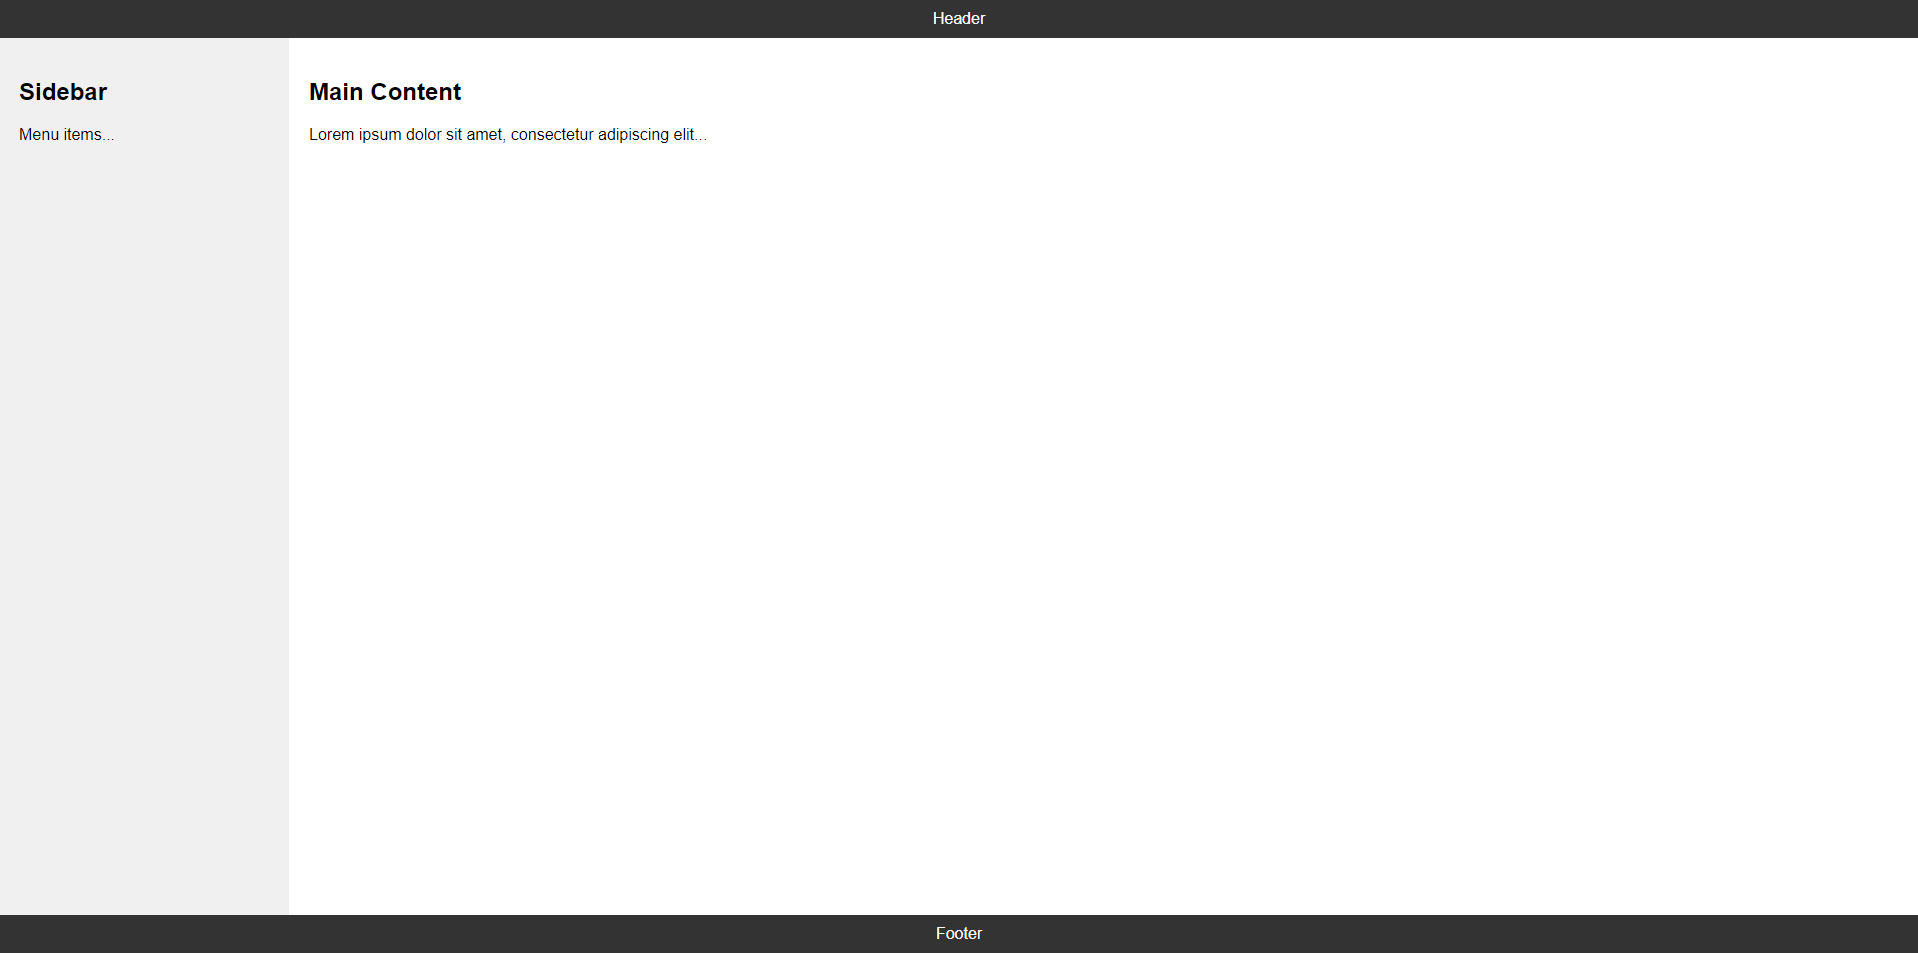 Header
Sidebar
Menu items...
Main Content
Lorem ipsum dolor sit amet, consectetur adipiscing elit...
Footer